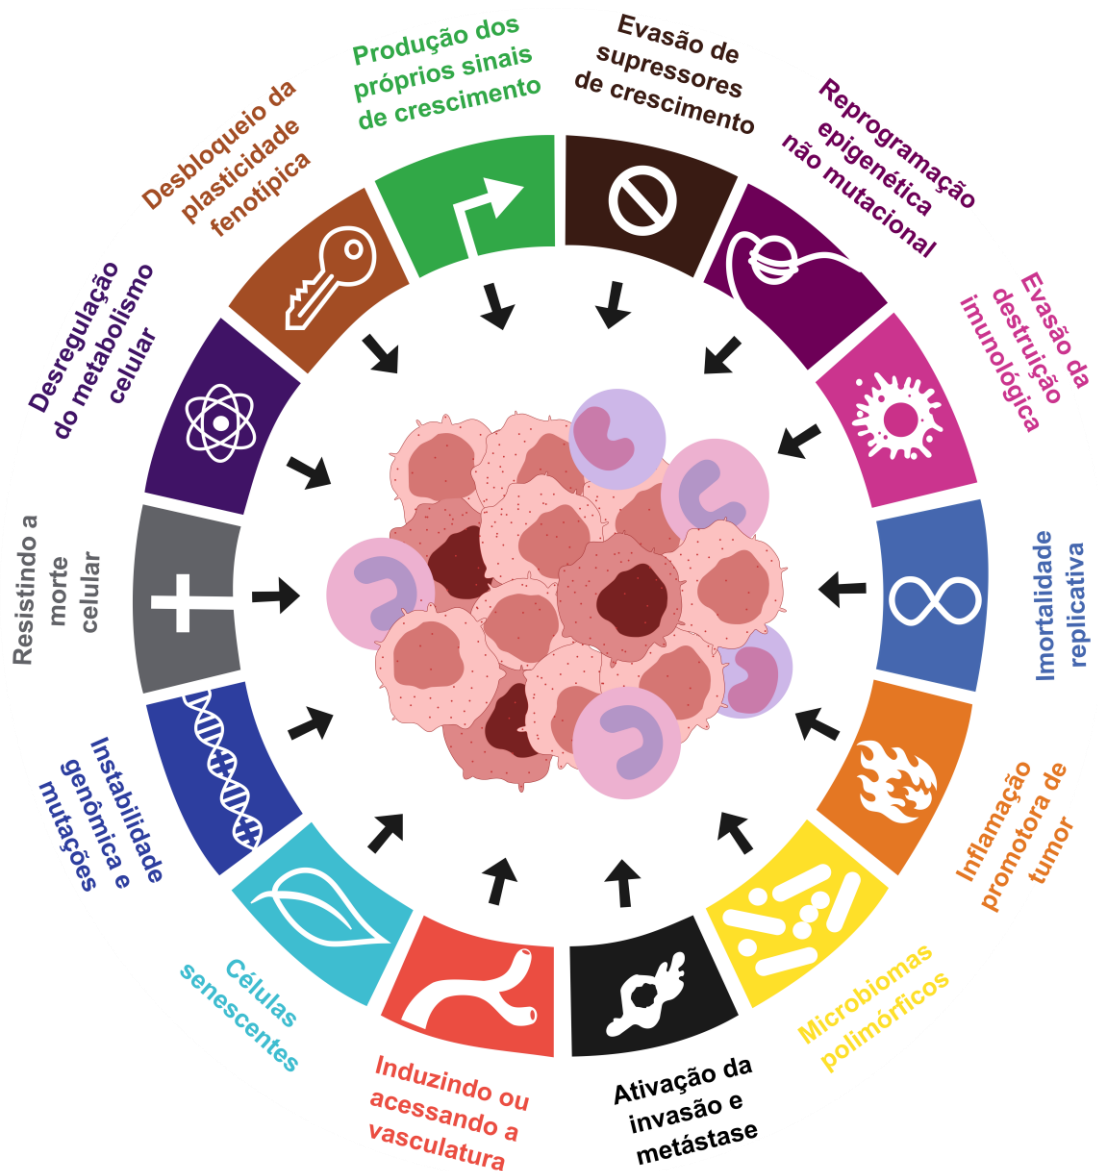 Produção dos
próprios sinais
de crescimento
Evasão de
supressores
de crescimento
Reprogramação
epigenética
não mutacional
Evasão da
destruição
imunológica
Imortalidade
replicativa
Inflamação
promotora de
tumor
Microbiomas
polimórficos
Ativação da
invasão e
metástase
Induzindo ou
acessando a
vasculatura
Células
senescentes
Instabilidade
genômica e
mutações
Resistindo a
morte
celular
Desregulação
do metabolismo
celular
Desbloqueio da
plasticidade
fenotípica